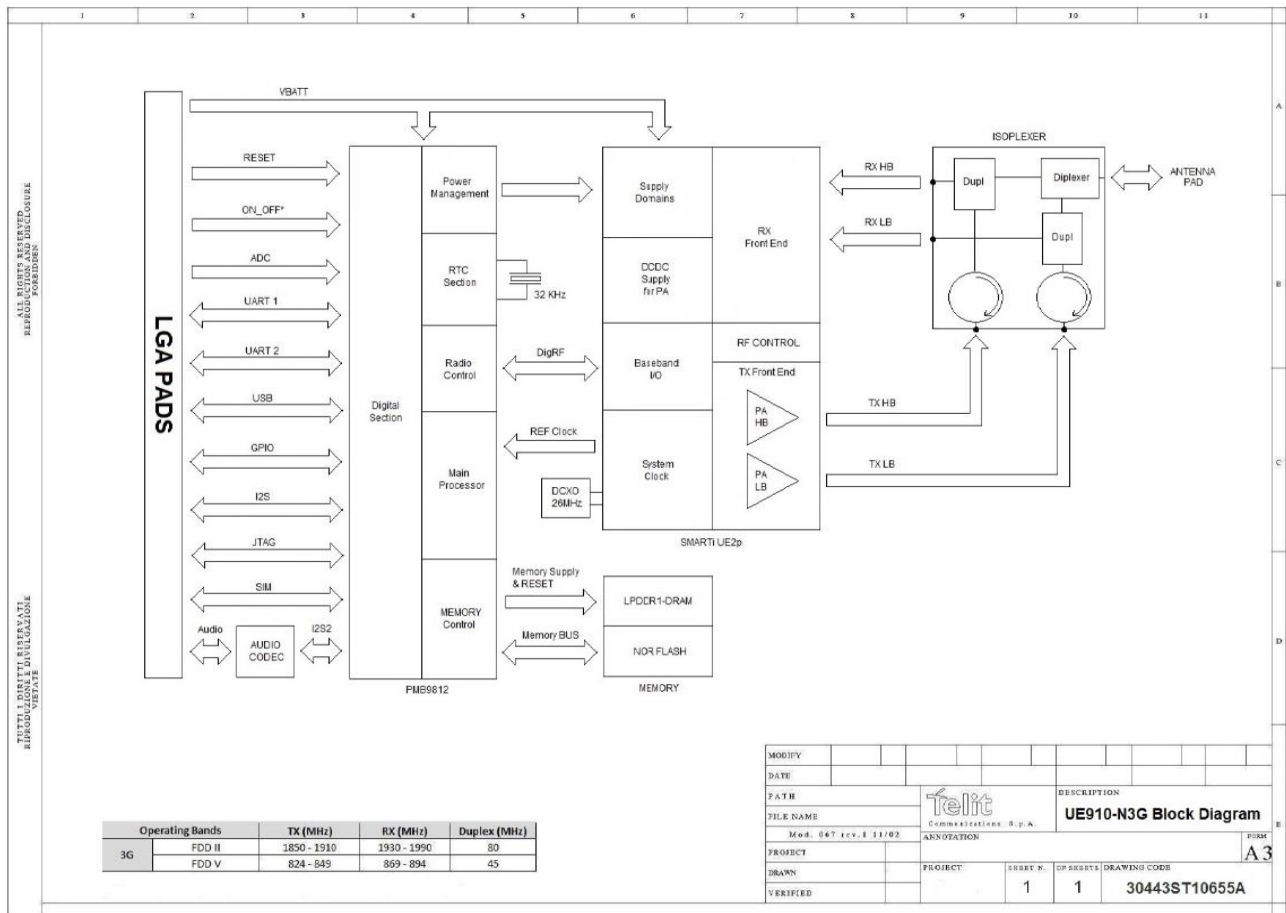 1 2 3 4 5 6 7 8 9 10 11
A
B
C
D
E
ALL RIGHTS RESERVED
REPRODUCTION AND DISCLOSURE
FORBIDDEN
TUTTI I DIRITTI RISERVATI
RIPRODUZIONE E DIVULGAZIONE
VIETATE
LGA PADS
VBATT
RESET
ON_OFF*
ADC
UART 1
UART 2
USB
GPIO
I2S
JTAG
SIM
Audio
AUDIO
CODEC
I2S2
Digital
Section
Power
Management
RTC
Section
Radio
Control
Main
Processor
MEMORY
Control
PMB9812
32 KHz
DigRF
REF Clock
DCXO
26MHz
Memory Supply
& RESET
Memory BUS
LPDDR1-DRAM
NOR FLASH
MEMORY
Supply
Domains
DCDC
Supply
for PA
Baseband
I/O
System
Clock
RX
Front End
RF CONTROL
TX Front End
PA
HB
PA
LB
SMARTi UE2p
RX HB
RX LB
TX HB
TX LB
ISOPLEXER
Dupl
Diplexer
Dupl
ANTENNA
PAD
Operating Bands TX (MHz) RX (MHz) Duplex (MHz)
3G
FDD II 1850 - 1910 1930 - 1990 80
FDD V 824 - 849 869 - 894 45
MODIFY
DATE
PATH
FILE NAME
Mod. 067 rev.1 11/02
PROJECT
DRAWN
VERIFIED
Telit
Communications S.p.A.
DESCRIPTION
UE910-N3G Block Diagram
ANNOTATION
FORM
A3
PROJECT
SHEET N.
1
OF SHEETS
1
DRAWING CODE
30443ST10655A